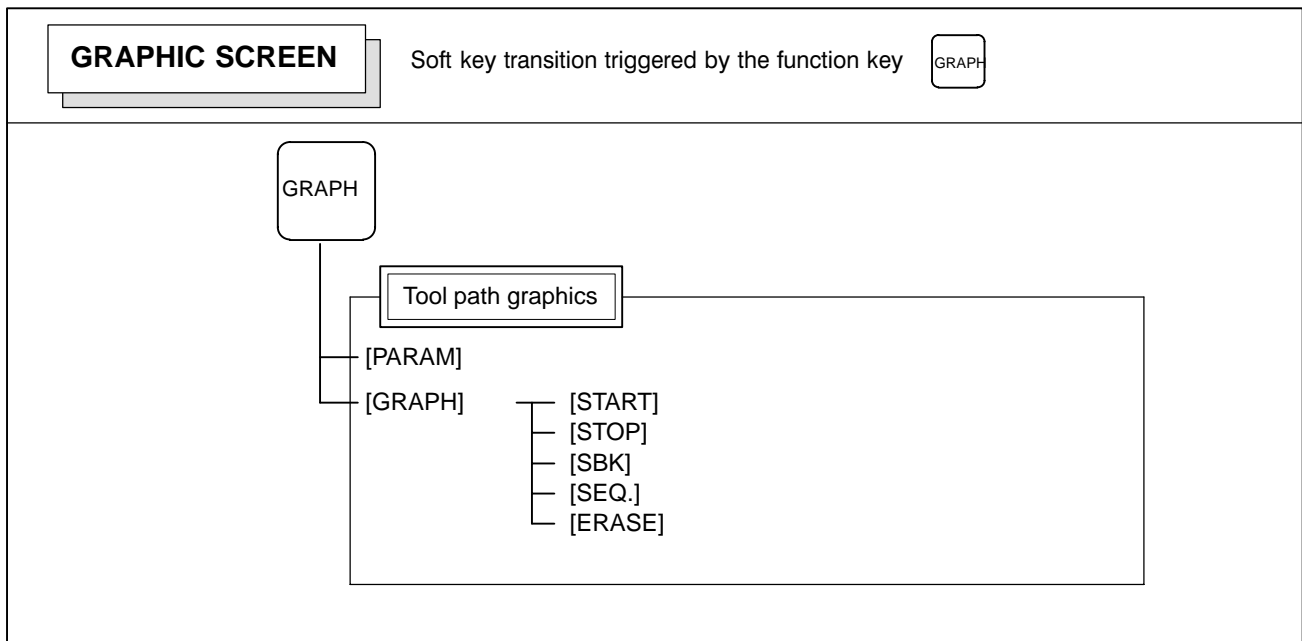 GRAPHIC SCREEN
Soft key transition triggered by the function key
GRAPH
GRAPH
Tool path graphics
[PARAM]
[GRAPH]
[START]
[STOP]
[SBK]
[SEQ.]
[ERASE]